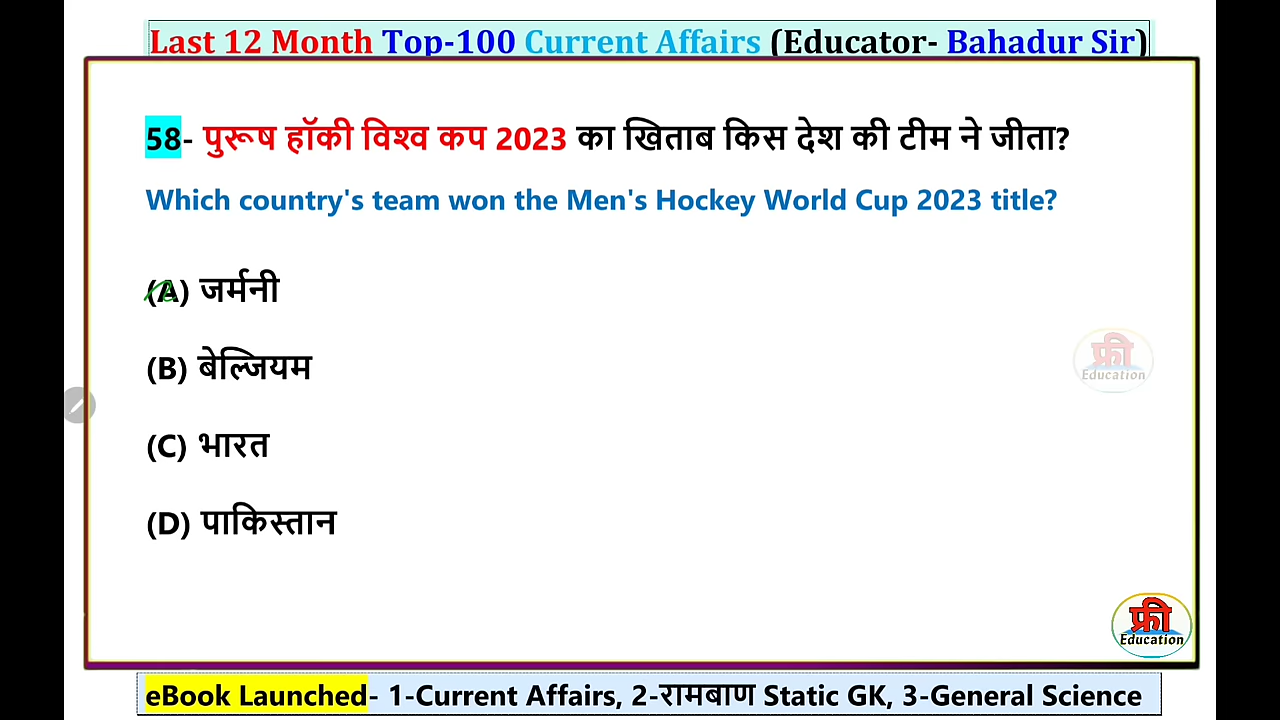 Last 12 Month Top-100 Current Affairs (Educator- Bahadur Sir)
58- पुरूष हॉकी विश्व कप 2023 का खिताब किस देश की टीम ने जीता?
Which country's team won the Men's Hockey World Cup 2023 title?
(A) जर्मनी
(B) बेल्जियम
फ्री
Education
(C) भारत
(D) पाकिस्तान
फ्री
Education
eBook Launched- 1-Current Affairs, 2-रामबाण Static GK, 3-General Science